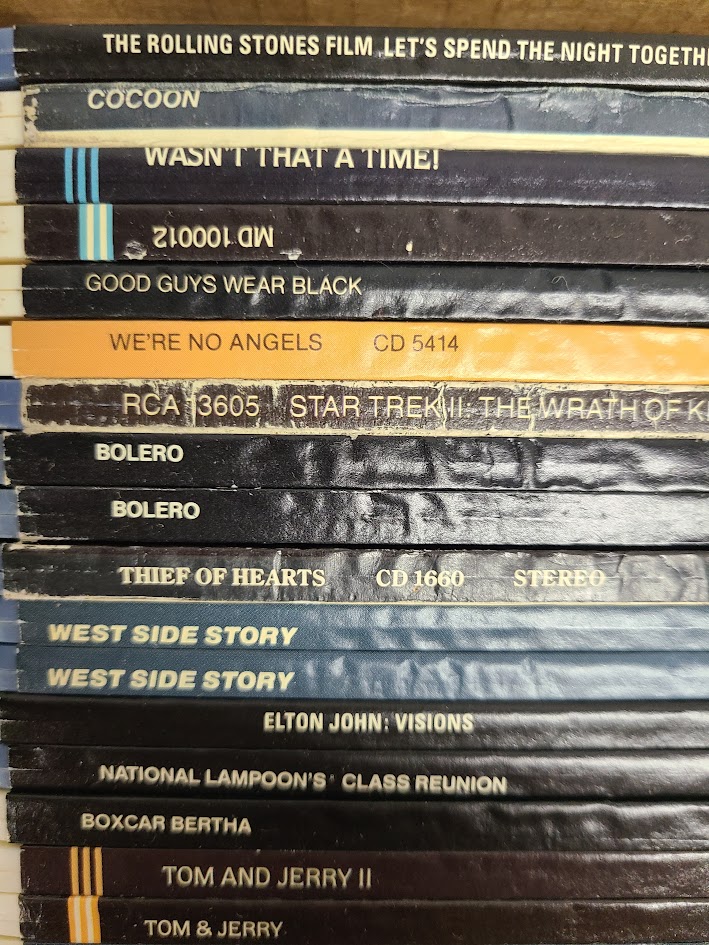 THE ROLLING STONES FILM LET'S SPEND THE NIGHT
COCOON
WASN'T THAT A TIME!
MD 100012
GOOD GUYS WEAR BLACK
WE'RE NO ANGELS CD 5414
RCA 13605 STAR TREK II: THE WRATH OF
BOLERO
BOLERO
THIEF OF HEARTS CD 1660 STEREO
WEST SIDE STORY
WEST SIDE STORY
ELTON JOHN: VISIONS
NATIONAL LAMPOON'S CLASS REUNION
BOXCAR BERTHA
TOM AND JERRY II
TOM & JERRY